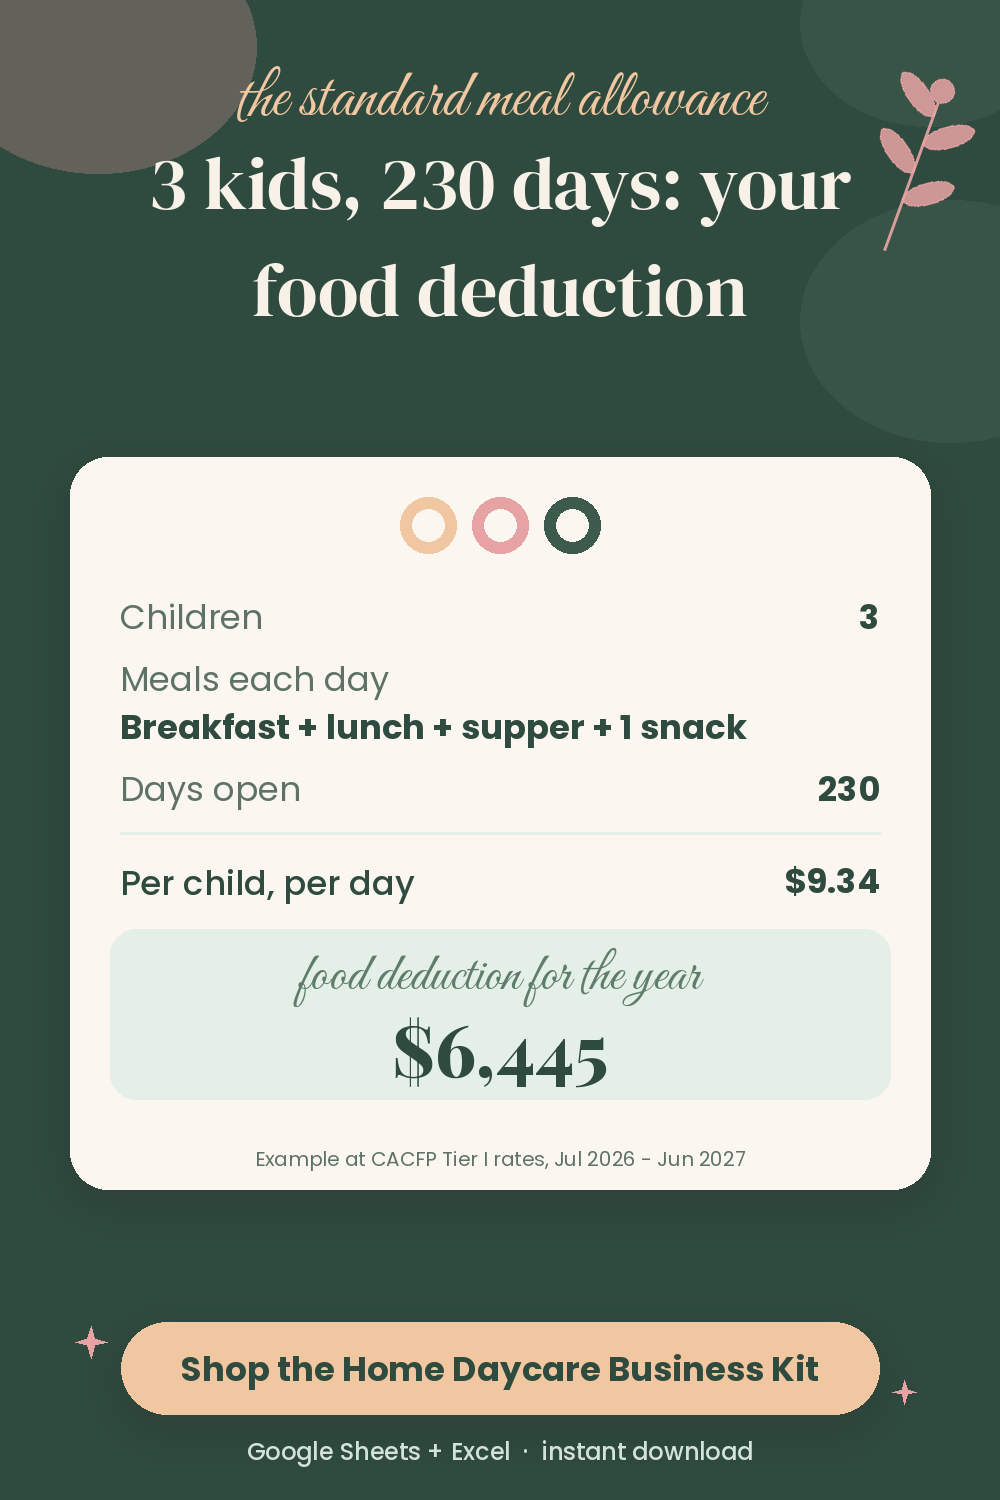 the standard meal allowance
3 kids, 230 days: your
food deduction
Children 3
Meals each day
Breakfast + lunch + supper + 1 snack
Days open 230
Per child, per day $9.34
food deduction for the year
$6,445
Example at CACFP Tier I rates, Jul 2026 - Jun 2027
Shop the Home Daycare Business Kit
Google Sheets + Excel · instant download